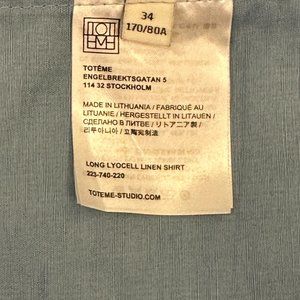 TOTEME
34
170/80A
TOTÊME
ENGELBREKTSGATAN 5
114 32 STOCKHOLM
MADE IN LITHUANIA / FABRIQUÉ AU
LITUANIE / HERGESTELLT IN LITAUEN /
СДЕЛАНО В ЛИТВЕ / リトアニア製 /
리투아니아 / 立陶宛制造
LONG LYOCELL LINEN SHIRT
223-740-220
TOTEME-STUDIO.COM